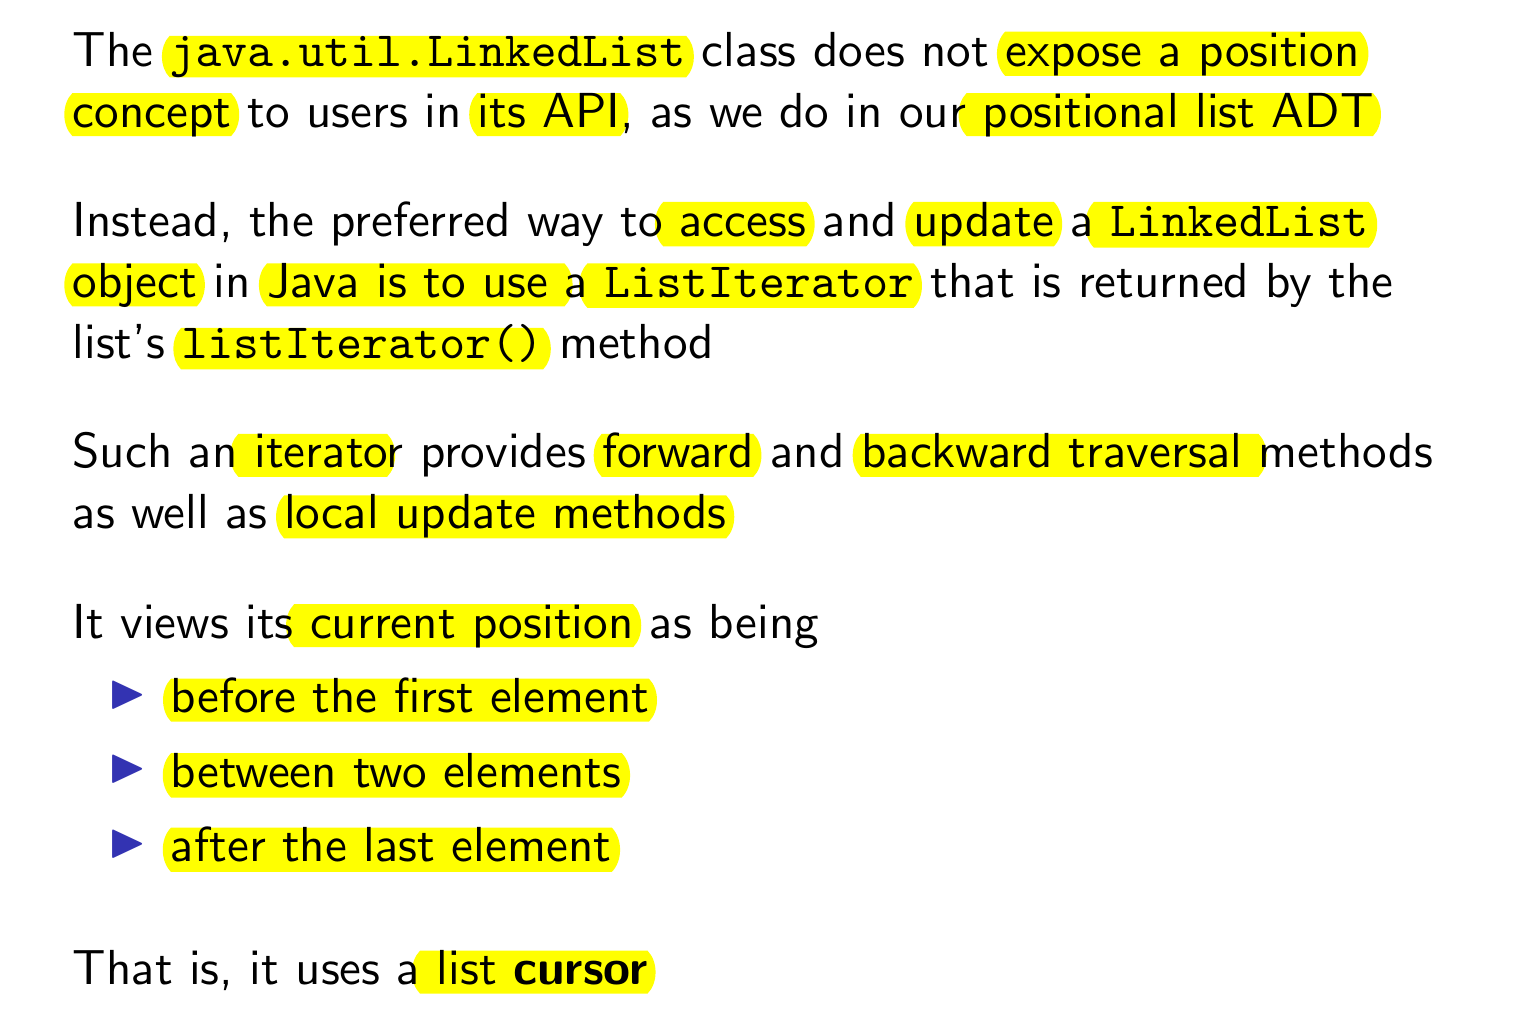 The java.util.LinkedList class does not expose a position
concept to users in its API, as we do in our positional list ADT
Instead, the preferred way to access and update a LinkedList
object in Java is to use a ListIterator that is returned by the
list's listIterator() method
Such an iterator provides forward and backward traversal methods
as well as local update methods
It views its current position as being
▶ before the first element
▶ between two elements
▶ after the last element
That is, it uses a list cursor